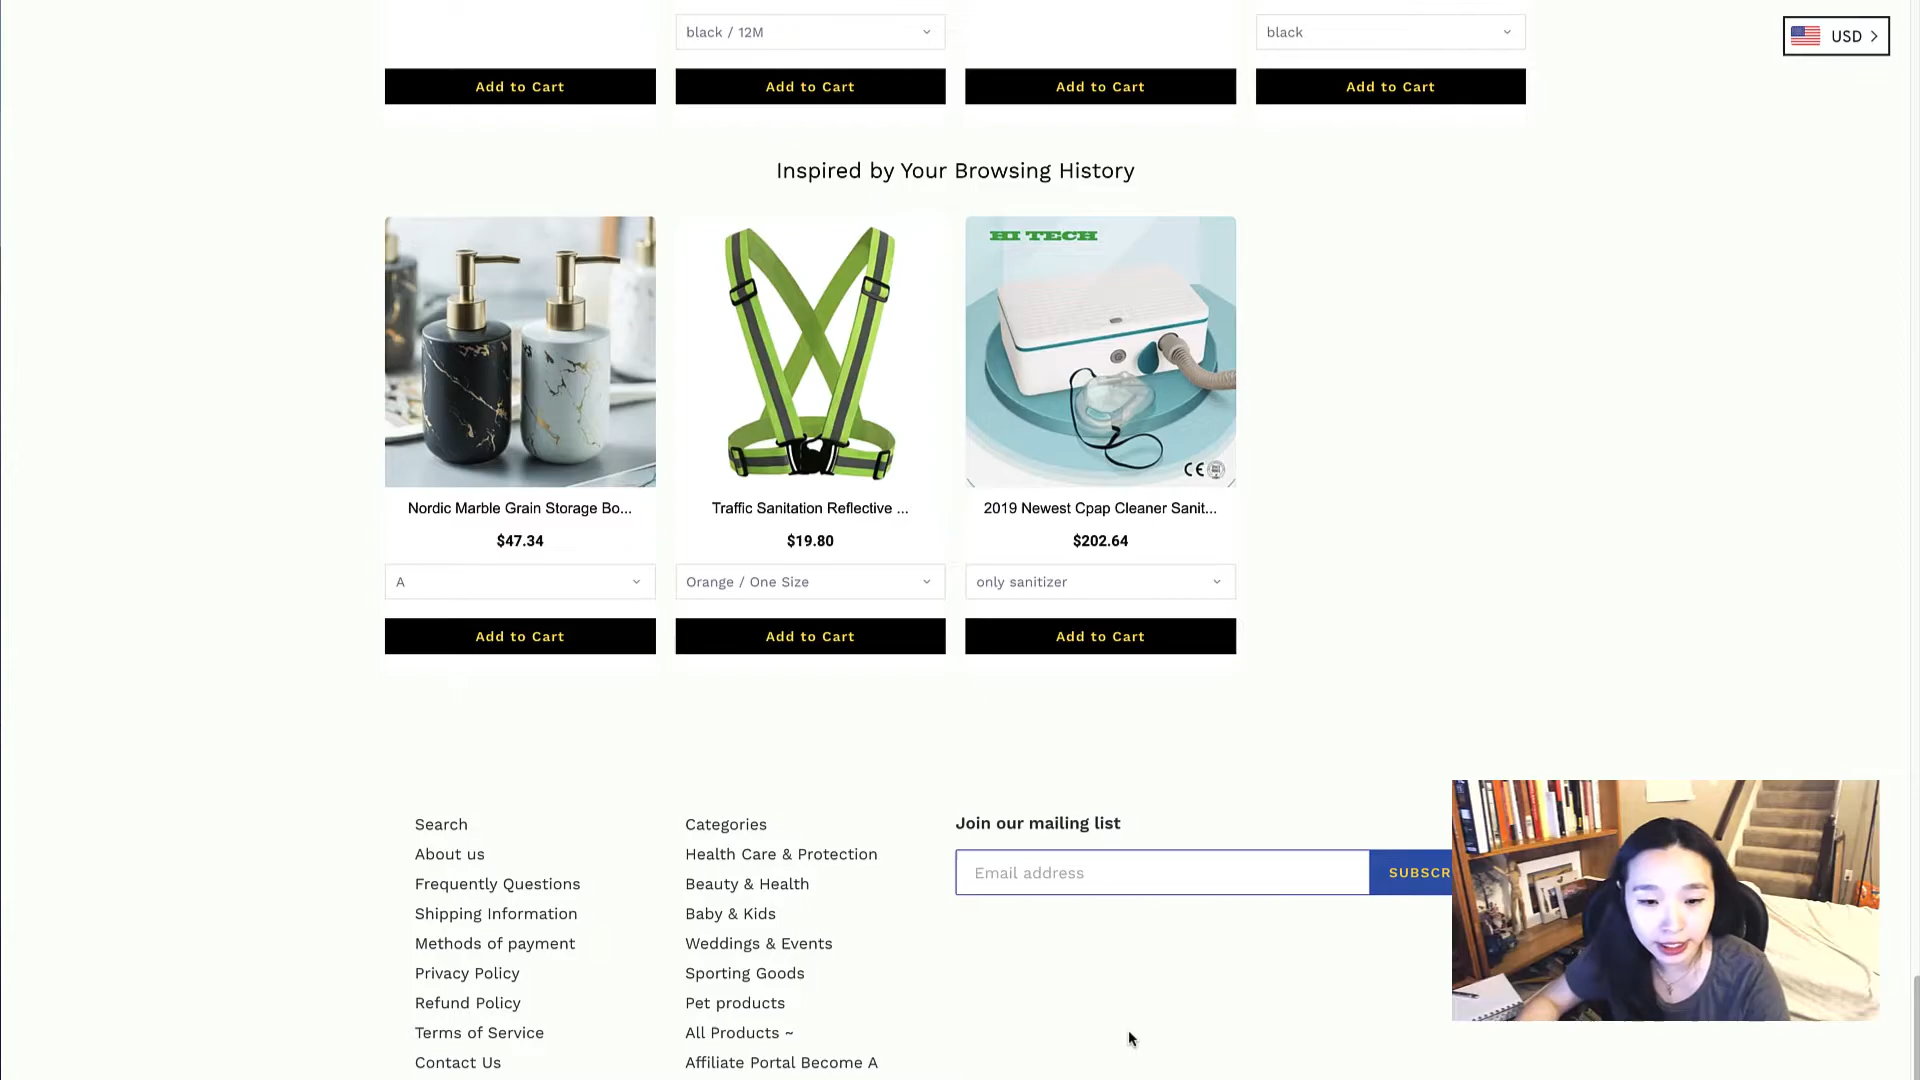 black / 12M
black
USD
Add to Cart
Add to Cart
Add to Cart
Add to Cart
Inspired by Your Browsing History
HI TECH
CE
Nordic Marble Grain Storage Bo...
Traffic Sanitation Reflective ...
2019 Newest Cpap Cleaner Sanit...
$47.34
$19.80
$202.64
A
Orange / One Size
only sanitizer
Add to Cart
Add to Cart
Add to Cart
Search
About us
Frequently Questions
Shipping Information
Methods of payment
Privacy Policy
Refund Policy
Terms of Service
Contact Us
Categories
Health Care & Protection
Beauty & Health
Baby & Kids
Weddings & Events
Sporting Goods
Pet products
All Products ~
Affiliate Portal Become A
Join our mailing list
Email address
SUBSCR